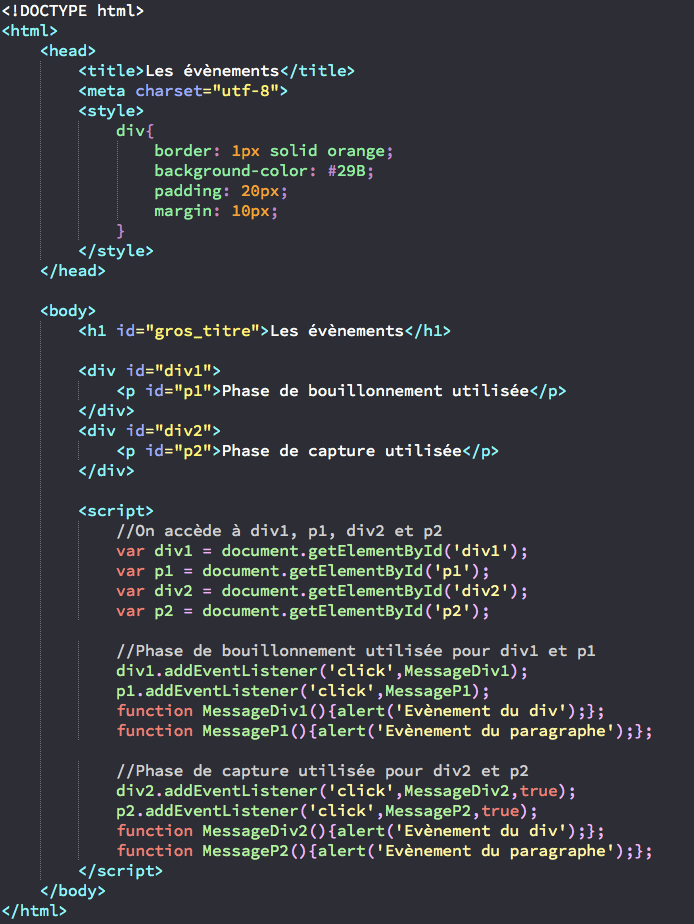 <!DOCTYPE html>
<html>
    <head>
        <title>Les évènements</title>
        <meta charset="utf-8">
        <style>
            div{
                border: 1px solid orange;
                background-color: #29B;
                padding: 20px;
                margin: 10px;
            }
        </style>
    </head>

    <body>
        <h1 id="gros_titre">Les évènements</h1>

        <div id="div1">
            <p id="p1">Phase de bouillonnement utilisée</p>
        </div>
        <div id="div2">
            <p id="p2">Phase de capture utilisée</p>
        </div>

        <script>
            //On accède à div1, p1, div2 et p2
            var div1 = document.getElementById('div1');
            var p1 = document.getElementById('p1');
            var div2 = document.getElementById('div2');
            var p2 = document.getElementById('p2');

            //Phase de bouillonnement utilisée pour div1 et p1
            div1.addEventListener('click',MessageDiv1);
            p1.addEventListener('click',MessageP1);
            function MessageDiv1(){alert('Evènement du div');};
            function MessageP1(){alert('Evènement du paragraphe');};

            //Phase de capture utilisée pour div2 et p2
            div2.addEventListener('click',MessageDiv2,true);
            p2.addEventListener('click',MessageP2,true);
            function MessageDiv2(){alert('Evènement du div');};
            function MessageP2(){alert('Evènement du paragraphe');};
        </script>
    </body>
</html>